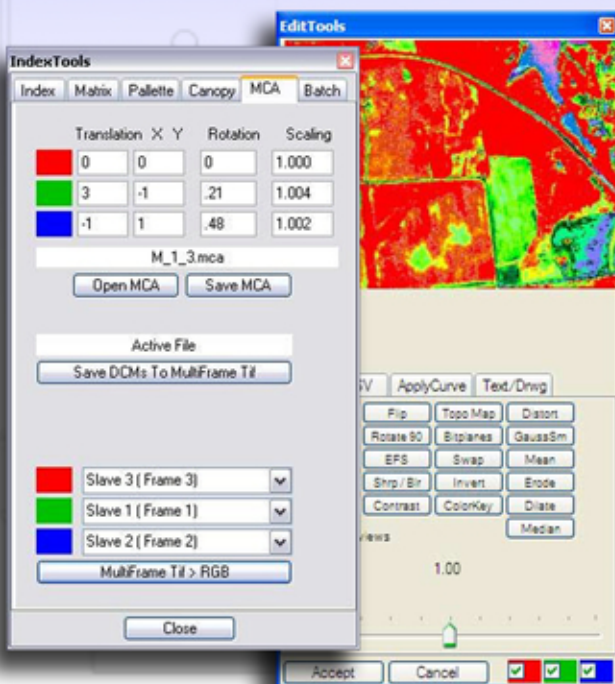 EditTools
IndexTools
Index Matrix Pallette Canopy MCA Batch
Translation X Y Rotation Scaling
0 0 0 1.000
3 -1 .21 1.004
-1 1 .48 1.002
M_1_3.mca
Open MCA Save MCA
Active File
Save DCMs To MultiFrame Tif
Slave 3 ( Frame 3)
Slave 1 ( Frame 1)
Slave 2 ( Frame 2)
MultiFrame Tif > RGB
Close
SV ApplyCurve Text/Drwg
Flip Topo Map Distort
Rotate 90 Bitplanes GaussSm
EFS Swap Mean
Shrp / Blr Invert Erode
Contrast ColorKey Dilate
Median
views
1.00
Accept Cancel